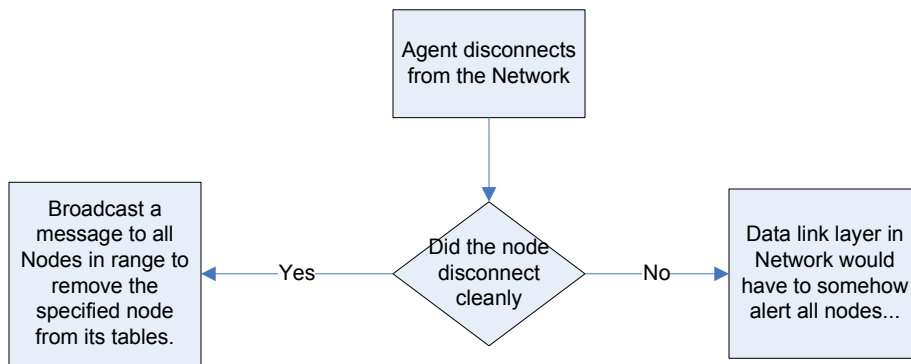 Agent disconnects
from the Network
Broadcast a
message to all
Nodes in range to
remove the
specified node
from its tables.
Yes
Did the node
disconnect
cleanly
No
Data link layer in
Network would
have to somehow
alert all nodes...